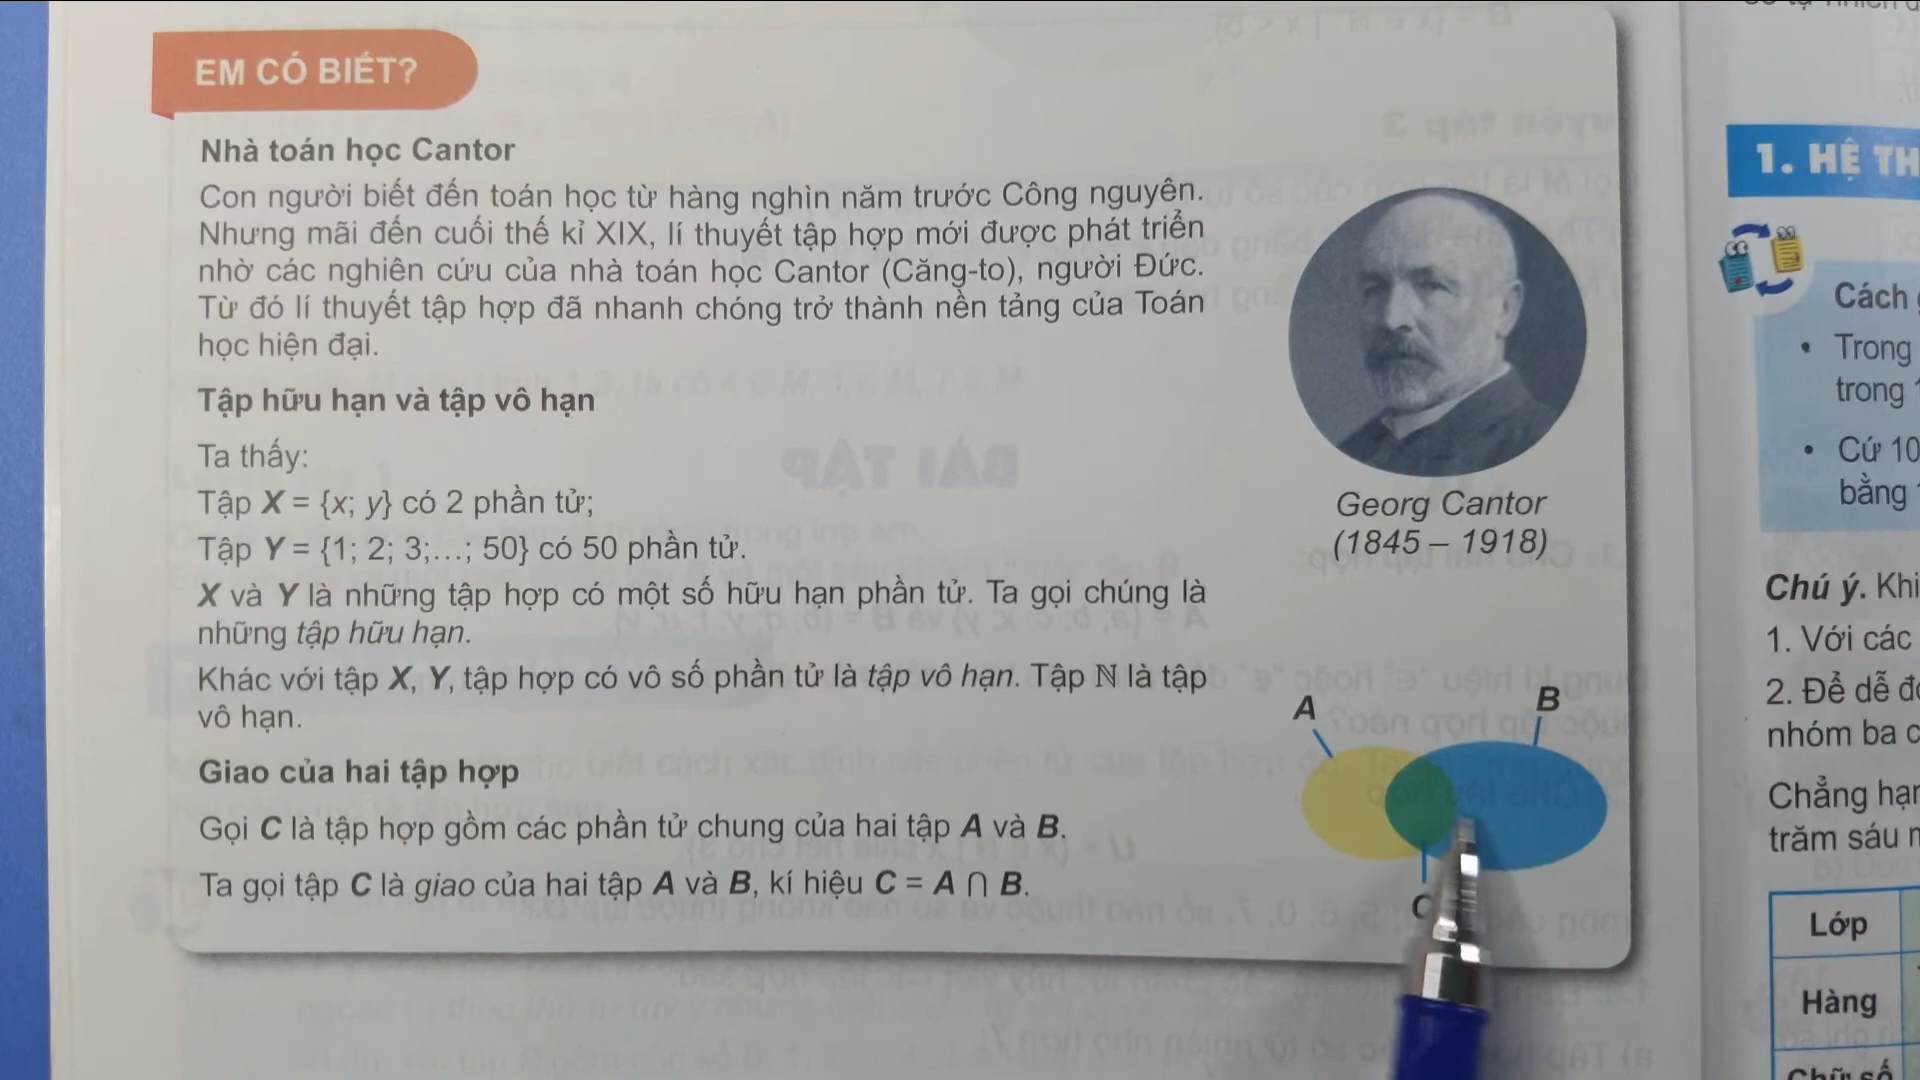 EM CÓ BIẾT?
Nhà toán học Cantor
Con người biết đến toán học từ hàng nghìn năm trước Công nguyên.
Nhưng mãi đến cuối thế kỉ XIX, lí thuyết tập hợp mới được phát triển
nhờ các nghiên cứu của nhà toán học Cantor (Căng-to), người Đức.
Từ đó lí thuyết tập hợp đã nhanh chóng trở thành nền tảng của Toán
học hiện đại.
Tập hữu hạn và tập vô hạn
Ta thấy:
Tập X = {x; y} có 2 phần tử;
Tập Y = {1; 2; 3;...; 50} có 50 phần tử.
X và Y là những tập hợp có một số hữu hạn phần tử. Ta gọi chúng là
những tập hữu hạn.
Khác với tập X, Y, tập hợp có vô số phần tử là tập vô hạn. Tập ℕ là tập
vô hạn.
Giao của hai tập hợp
Gọi C là tập hợp gồm các phần tử chung của hai tập A và B.
Ta gọi tập C là giao của hai tập A và B, kí hiệu C = A ∩ B.
Georg Cantor
(1845 – 1918)
A
B
C
1. HỆ TH
Cách
• Trong
trong
• Cứ 10
bằng
Chú ý. Khi
1. Với các
2. Để dễ
nhóm ba
Chẳng hạn
trăm sáu
Lớp
Hàng
Chữ số